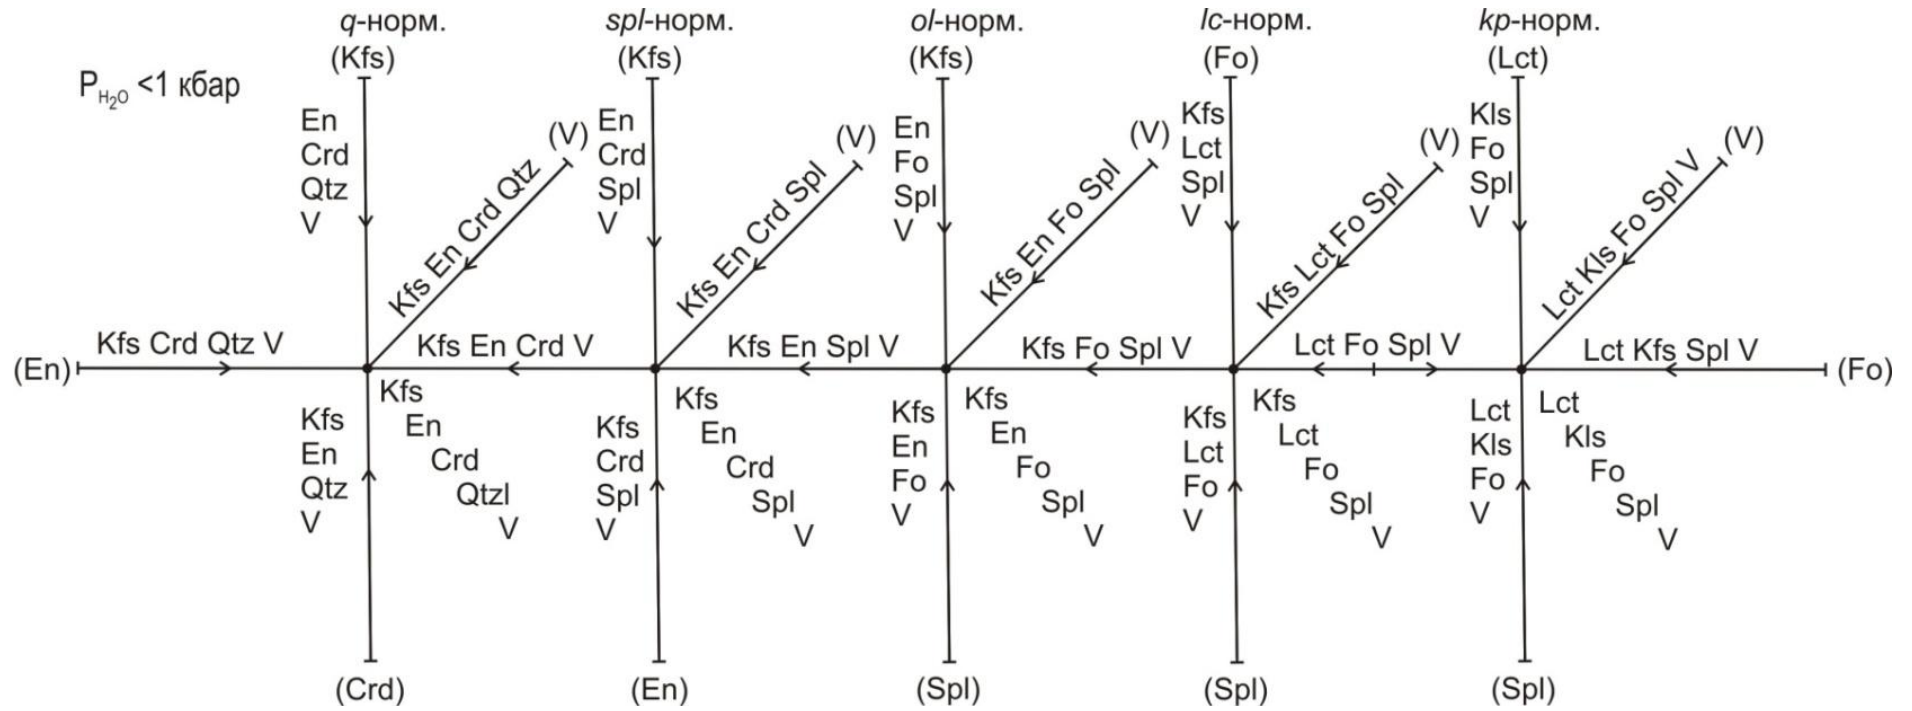 q-норм.
spl-норм.
ol-норм.
lc-норм.
kp-норм.
(Kfs)
(Kfs)
(Kfs)
(Fo)
(Lct)
P H₂O <1 кбар
En
Crd
Qtz
V
(V)
Kfs En Crd Qtz
En
Crd
Spl
V
(V)
Kfs En Crd Spl
En
Fo
Spl
V
(V)
Kfs En Fo Spl
Kfs
Lct
Spl
V
(V)
Kfs Lct Fo Spl
Kls
Fo
Spl
V
(V)
Lct Kls Fo Spl V
(En)
Kfs Crd Qtz V
Kfs En Crd V
Kfs En Spl V
Kfs Fo Spl V
Lct Fo Spl V
Lct Kfs Spl V
(Fo)
Kfs
En
Qtz
V
Kfs
En
Crd
Qtzl
V
Kfs
Crd
Spl
V
Kfs
En
Crd
Spl
V
Kfs
En
Fo
V
Kfs
En
Fo
Spl
V
Kfs
Lct
Fo
V
Kfs
Lct
Fo
Spl
V
Lct
Kls
Fo
V
Lct
Kls
Fo
Spl
V
(Crd)
(En)
(Spl)
(Spl)
(Spl)